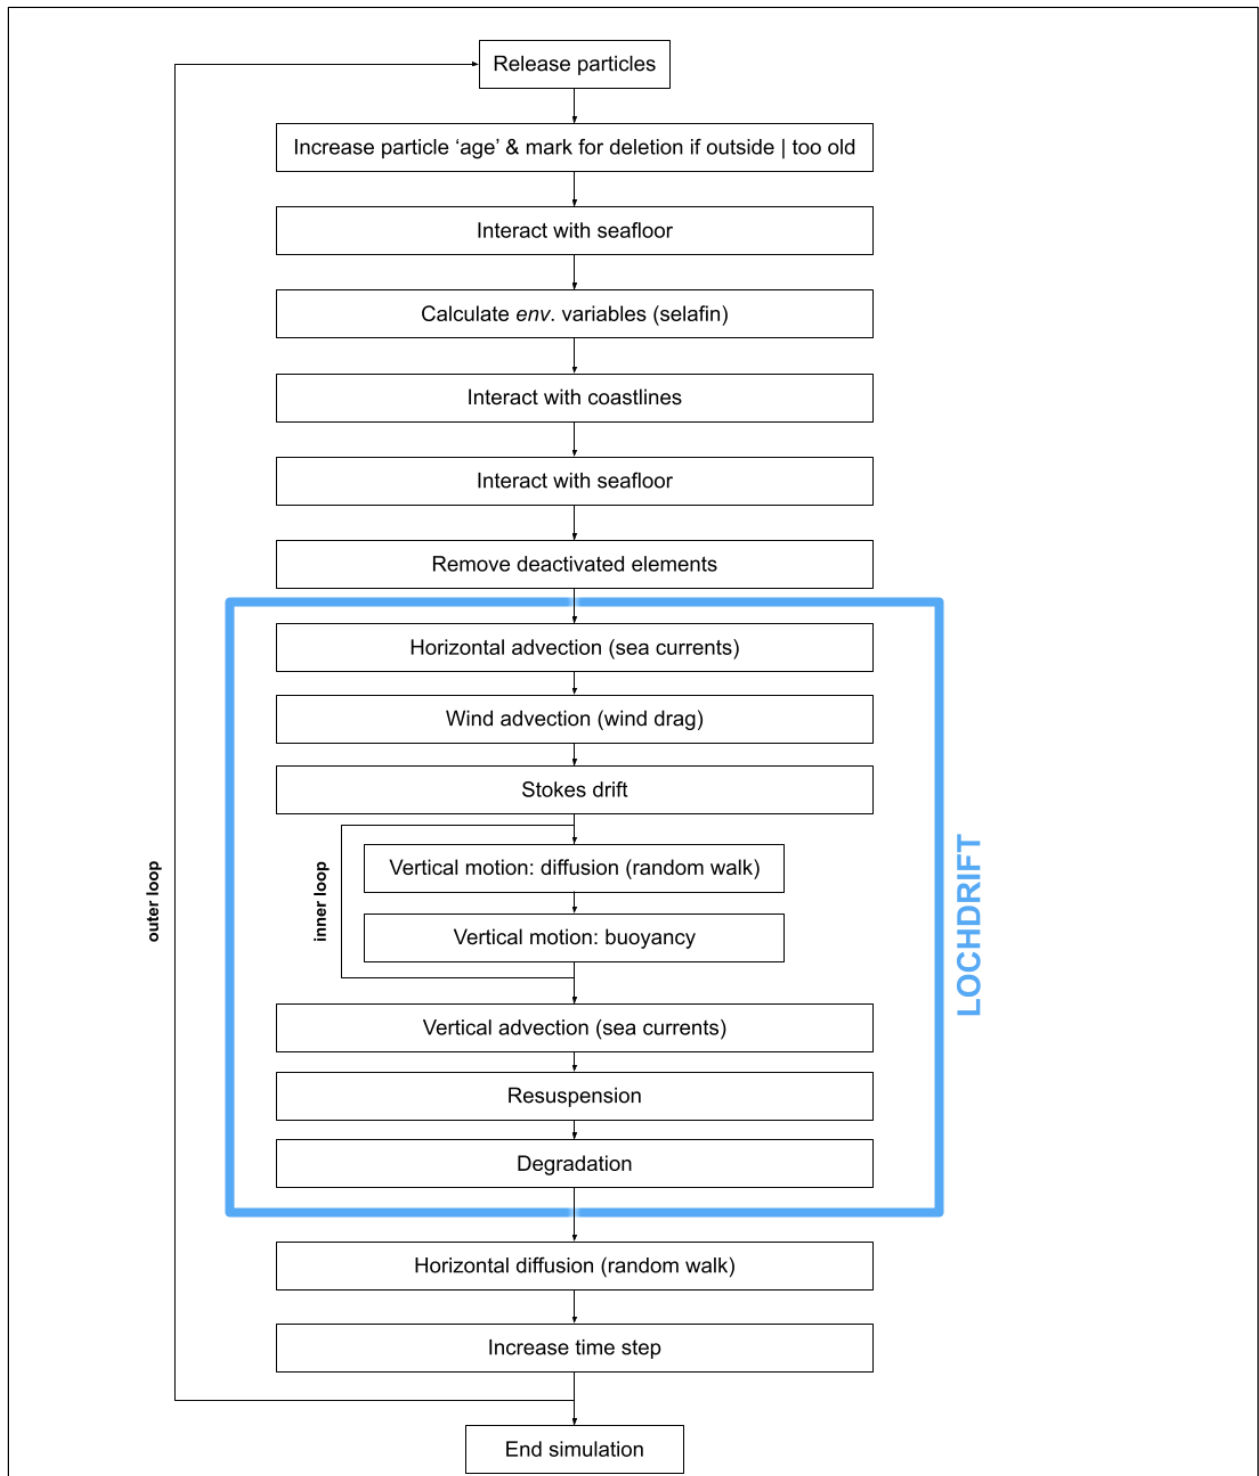 Release particles
Increase particle ‘age’ & mark for deletion if outside | too old
Interact with seafloor
Calculate env. variables (selafin)
Interact with coastlines
Interact with seafloor
Remove deactivated elements
Horizontal advection (sea currents)
Wind advection (wind drag)
Stokes drift
outer loop
inner loop
Vertical motion: diffusion (random walk)
Vertical motion: buoyancy
LOCHDRIFT
Vertical advection (sea currents)
Resuspension
Degradation
Horizontal diffusion (random walk)
Increase time step
End simulation